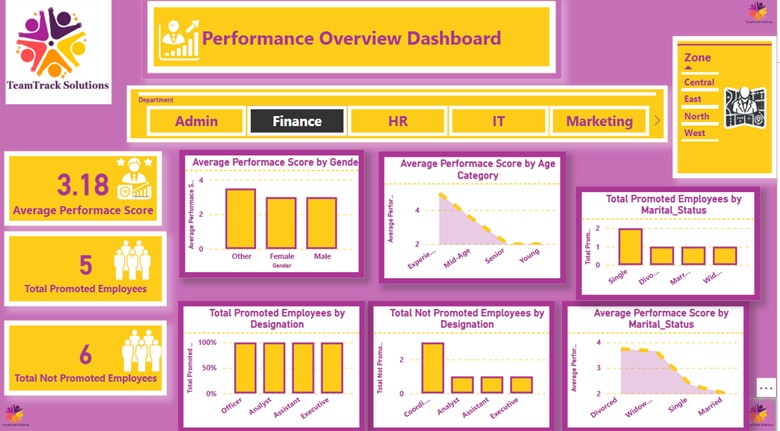 TeamTrack Solutions
Performance Overview Dashboard
Department
Admin
Finance
HR
IT
Marketing
Zone
Central
East
North
West
3.18
Average Performace Score
5
Total Promoted Employees
6
Total Not Promoted Employees
Average Performace Score by Gende
Average Performace S...
4
2
0
Other
Female
Male
Gender
Average Performace Score by Age
Category
Average Perfor...
4
2
Experie...
Mid-Age
Senior
Young
Total Promoted Employees by
Marital_Status
Total Prom...
2
1
0
Single
Divo...
Marr...
Wid...
Total Promoted Employees by
Designation
Total Promoted ...
100%
50%
0%
Officer
Analyst
Assistant
Executive
Total Not Promoted Employees by
Designation
Total Not Promo...
2
0
Coordi...
Analyst
Assistant
Executive
Average Performace Score by
Marital_Status
Average Perfor...
4
3
2
Divorced
Widow...
Single
Married